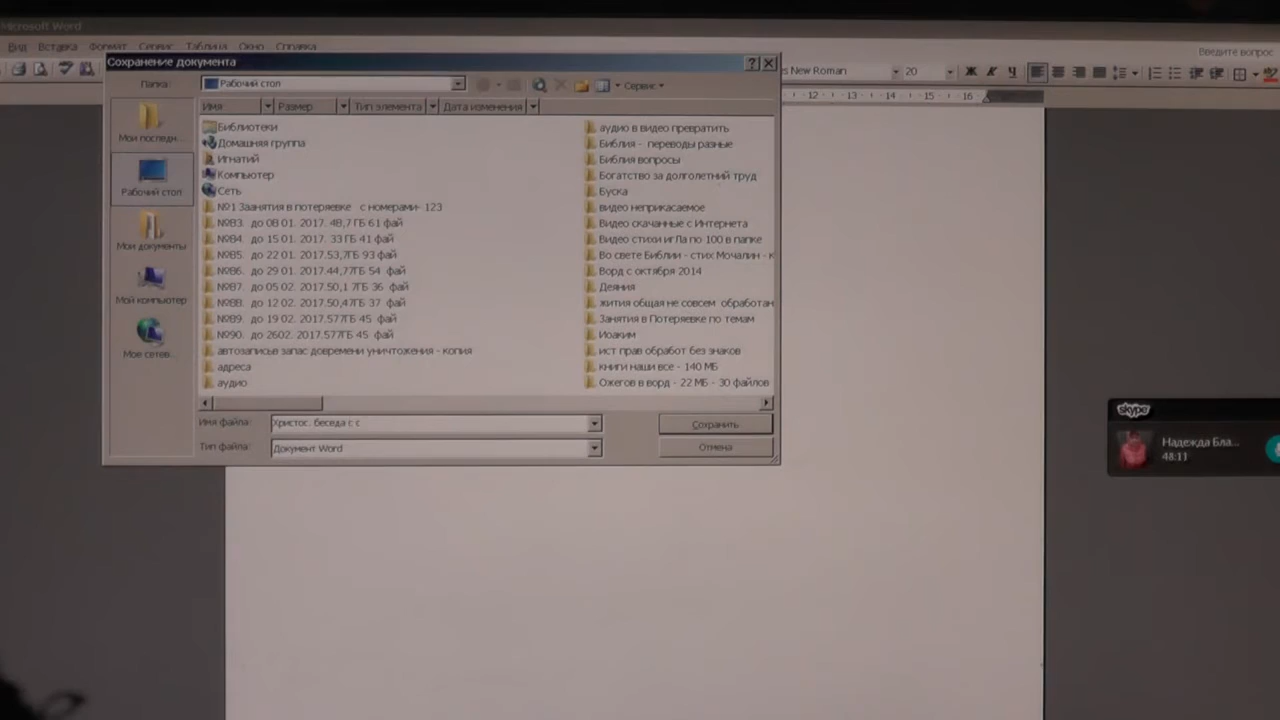 Microsoft Word
Вид Вставка Формат Сервис Таблица Окно Справка
Введите вопрос
Сохранение документа
Папка: Рабочий стол Сервис
s New Roman 20 Ж К Ч
12 13 14 15 16
Имя Размер Тип элемента Дата изменения
Мои последн...
Рабочий стол
Мои документы
Мой компьютер
Мое сетев...
Библиотеки
Домашняя группа
Игнатий
Компьютер
Сеть
№1 Заанятия в потеряевке с номерами- 123
№83. до 08 01. 2017. 48,7 ГБ 61 фай
№84. до 15 01. 2017. 33 ГБ 41 фай
№85. до 22 01. 2017.53,7ГБ 93 фай
№86. до 29 01. 2017.44,77ГБ 54 фай
№87. до 05 02. 2017.50,1 7ГБ 36 фай
№88. до 12 02. 2017.50,47ГБ 37 фай
№89. до 19 02. 2017.577ГБ 45 фай
№90. до 2602. 2017.577ГБ 45 фай
автозаписьв запас довремени уничтожения - копия
адреса
аудио
аудио в видео превратить
Библия - переводы разные
Библия вопросы
Богатство за долголетний труд
Буска
видео неприкасаемое
Видео скачанные с Интернета
Видео стихи игЛа по 100 в папке
Во свете Библии - стих Мочалин - к
Ворд с октября 2014
Деяния
жития общая не совсем обработан
Занятия в Потеряевке по темам
Иоаким
ист прав обработ без знаков
книги наши все - 140 МБ
Ожегов в ворд - 22 МБ - 30 файлов
Имя файла: Христос. беседа с с Сохранить
Тип файла: Документ Word Отмена
skype
Надежда Бла...
48:11